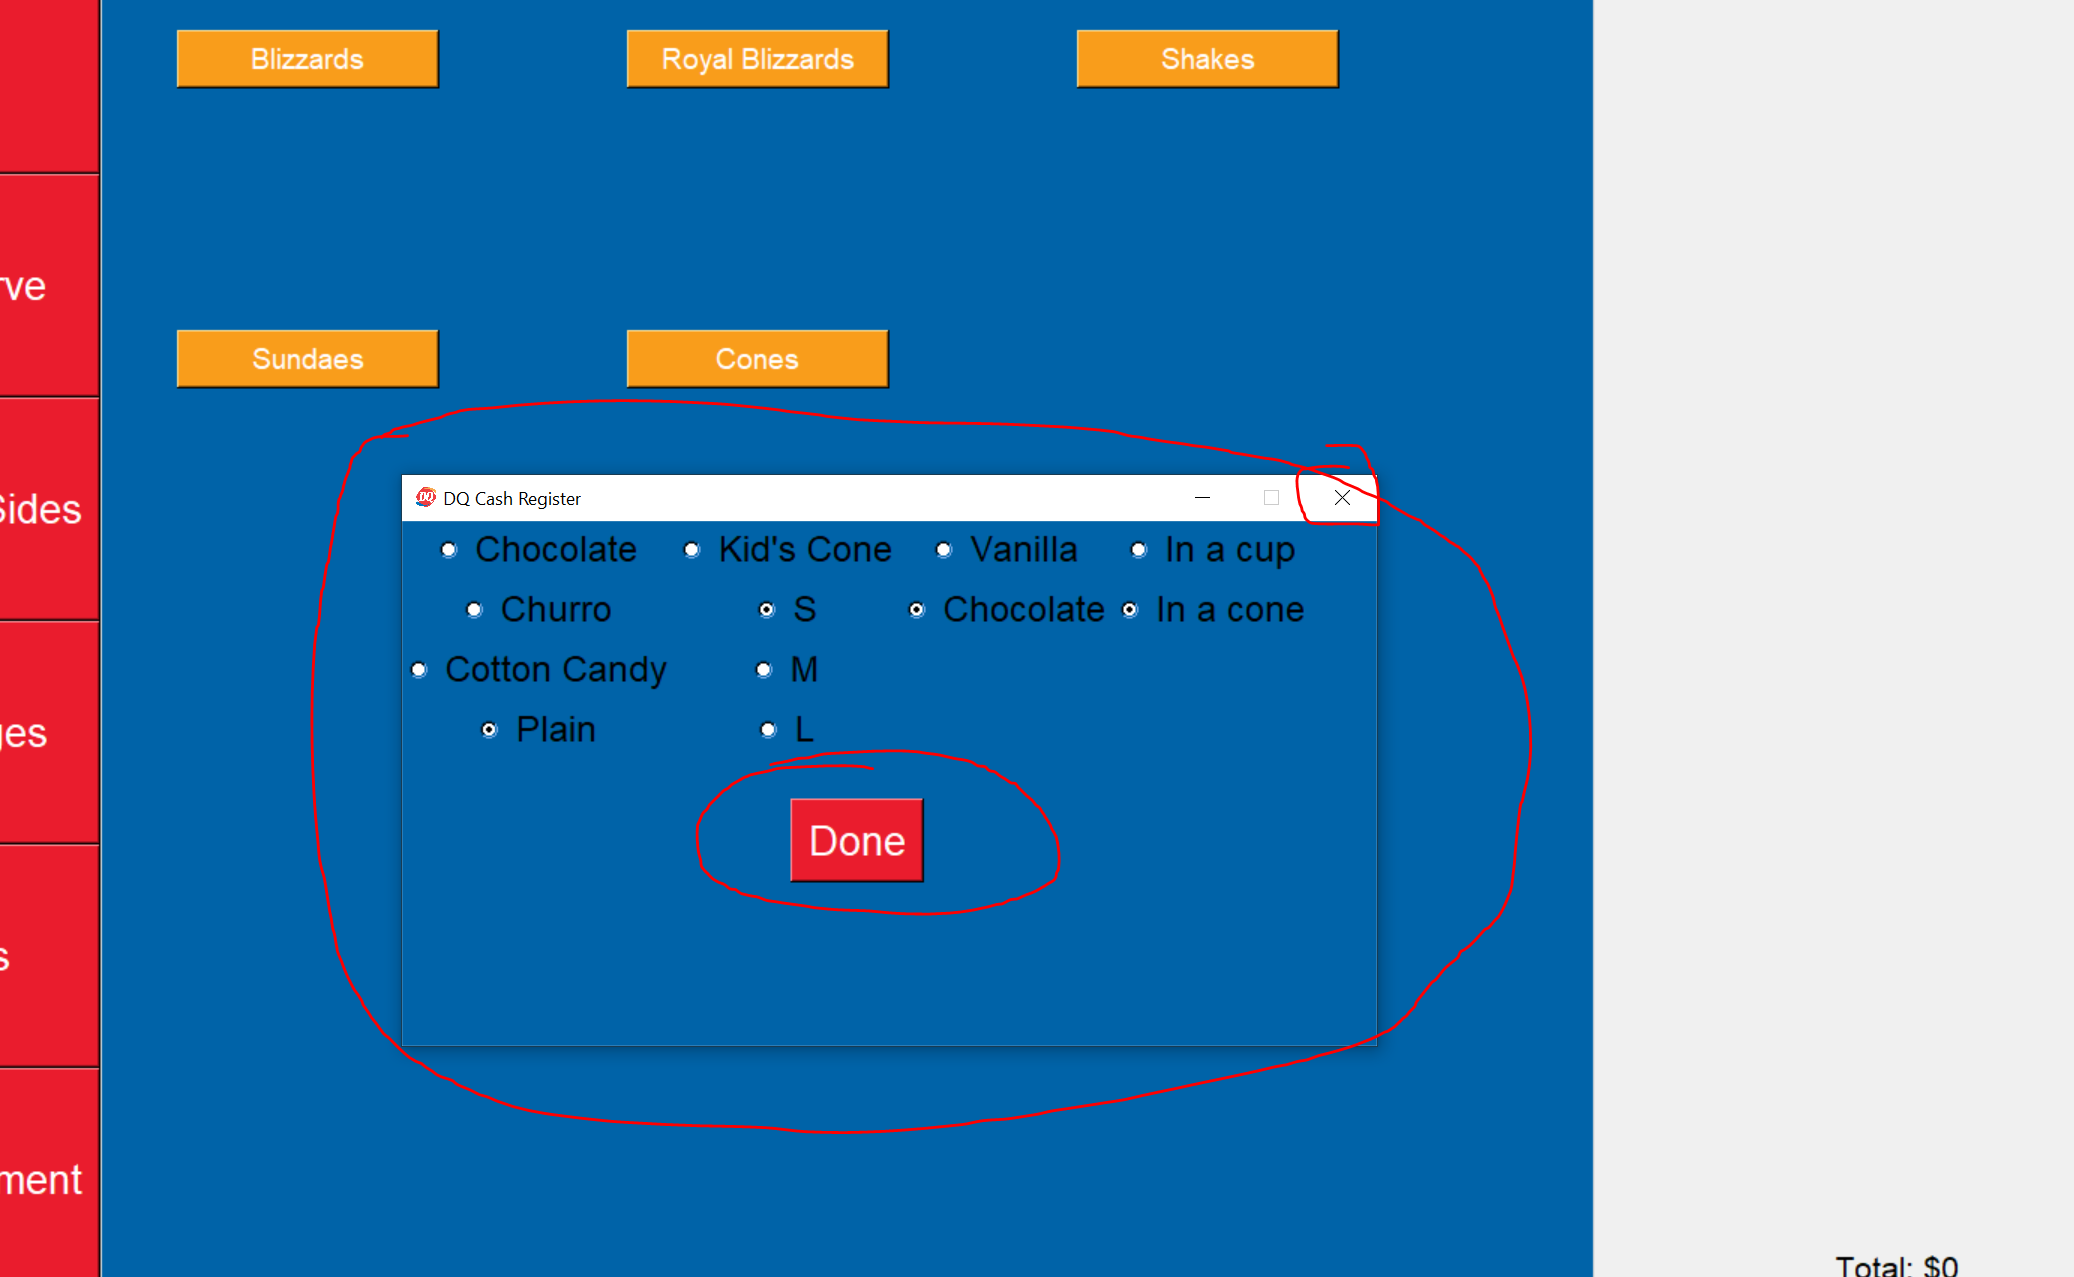 Blizzards Royal Blizzards Shakes
rve
Sundaes Cones
Sides
DQ DQ Cash Register
Chocolate Kid's Cone Vanilla In a cup
Churro S Chocolate In a cone
Cotton Candy M
Plain L
ges
Done
s
ment
Total: $0